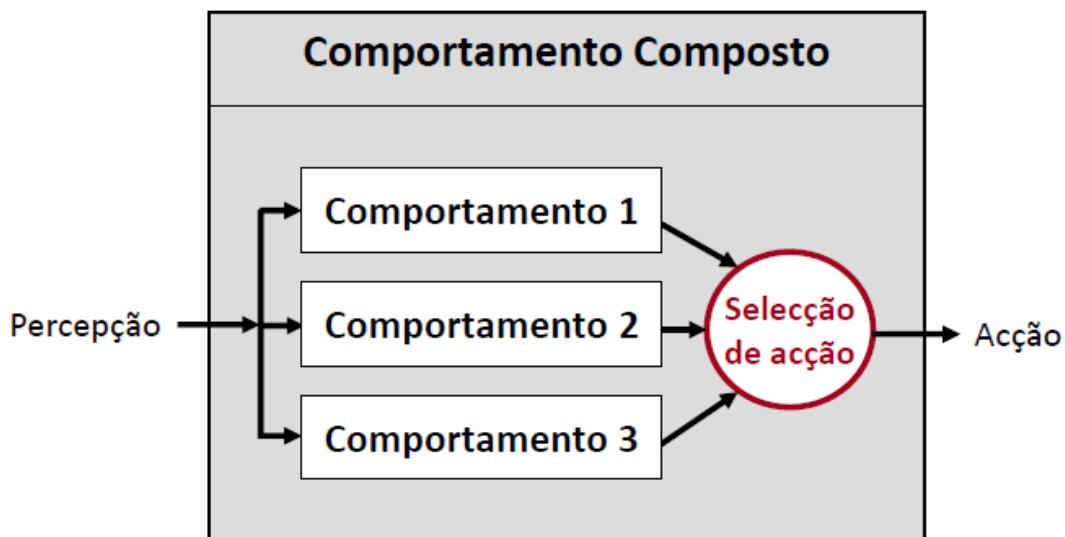 Comportamento Composto
Comportamento 1
Percepção
Comportamento 2
Selecção
de acção
Acção
Comportamento 3